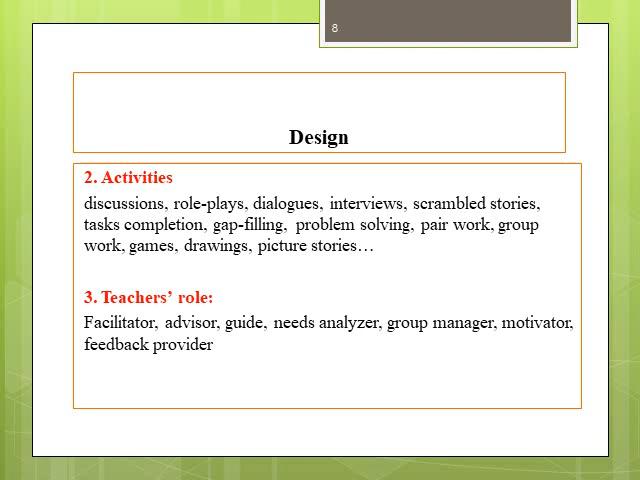 8
Design
2. Activities
discussions, role-plays, dialogues, interviews, scrambled stories,
tasks completion, gap-filling,  problem solving, pair work, group
work, games, drawings, picture stories…
3. Teachers’ role:
Facilitator, advisor, guide, needs analyzer, group manager, motivator,
feedback provider